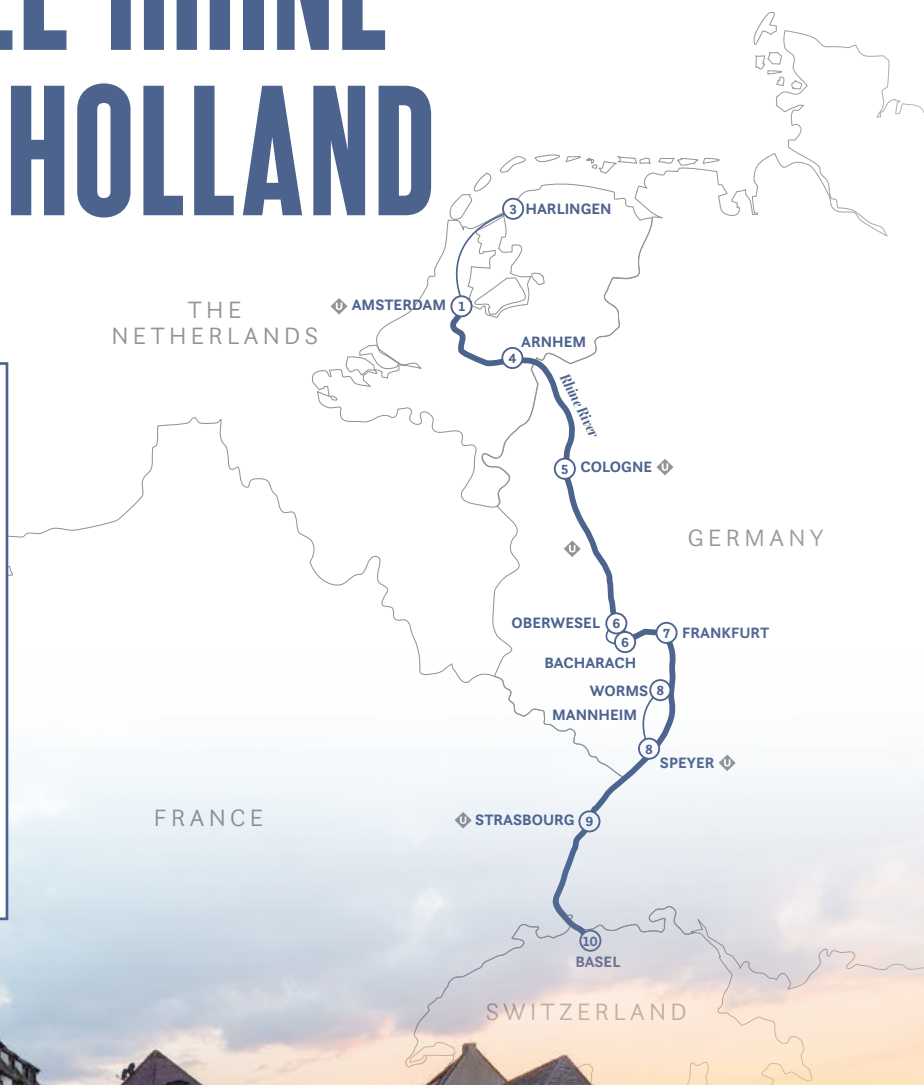 HOLLAND
3 HARLINGEN
THE
NETHERLANDS
U AMSTERDAM 1
ARNHEM
4
Rhine River
5 COLOGNE U
GERMANY
U
OBERWESEL 6
6
7 FRANKFURT
BACHARACH
WORMS 8
MANNHEIM
8
SPEYER U
FRANCE
U STRASBOURG 9
10
BASEL
SWITZERLAND